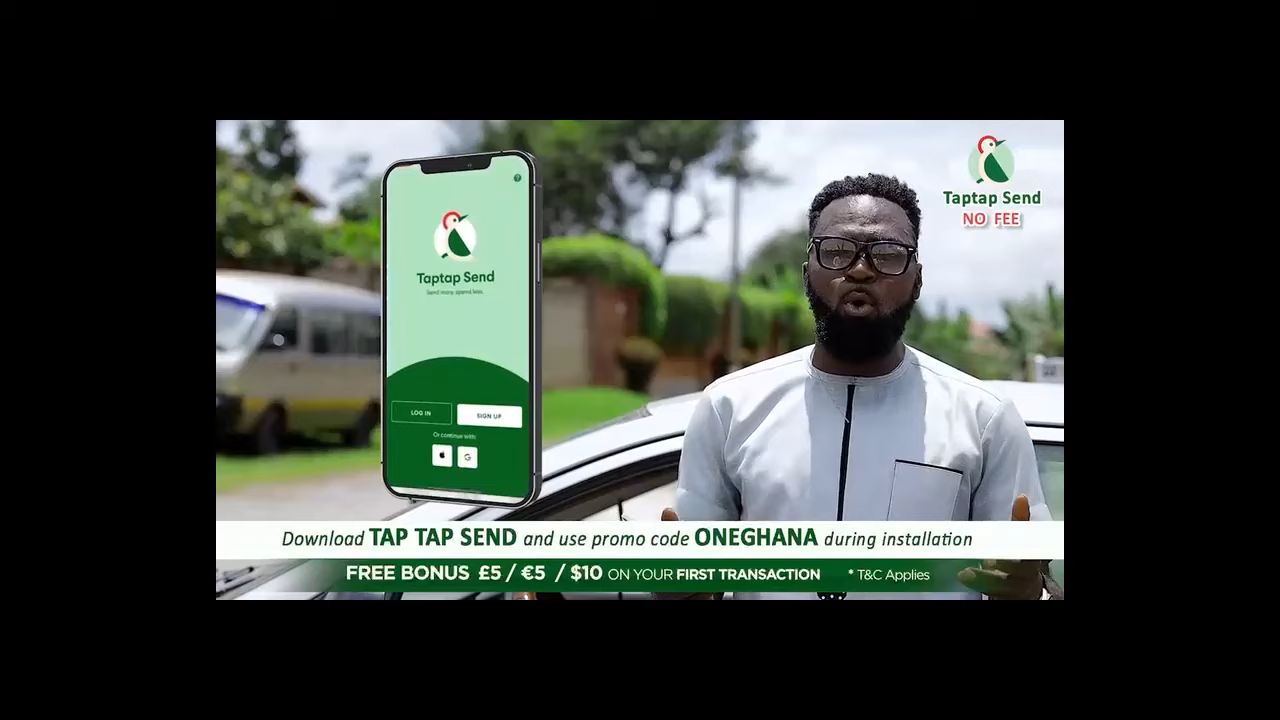 Taptap Send
NO FEE
Taptap Send
Send more, spend less.
LOG IN
SIGN UP
Or continue with:
G
Download TAP TAP SEND and use promo code ONEGHANA during installation
FREE BONUS £5 / €5 / $10 ON YOUR FIRST TRANSACTION * T&C Applies